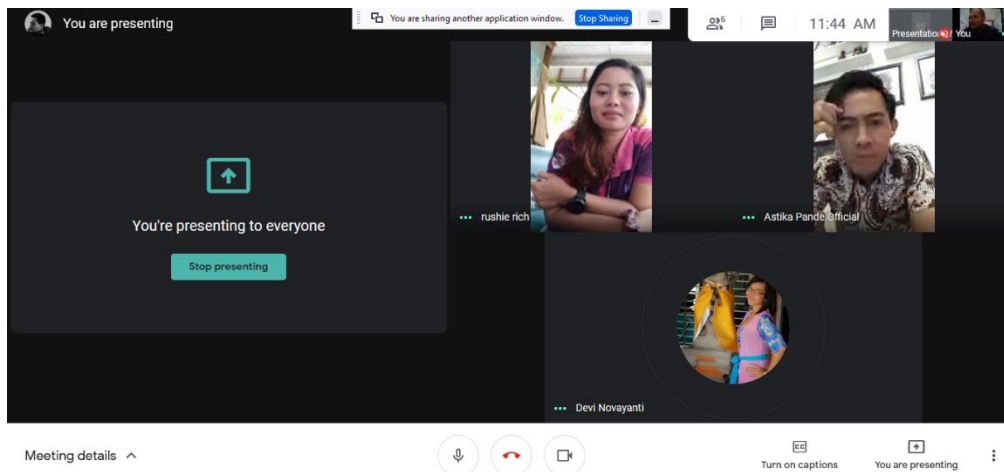 You are presenting
You are sharing another application window. Stop Sharing
5
11:44 AM
Presentation
You
You're presenting to everyone
Stop presenting
rushie rich
Astika Pande Official
Devi Novayanti
Meeting details
CC
Turn on captions
You are presenting